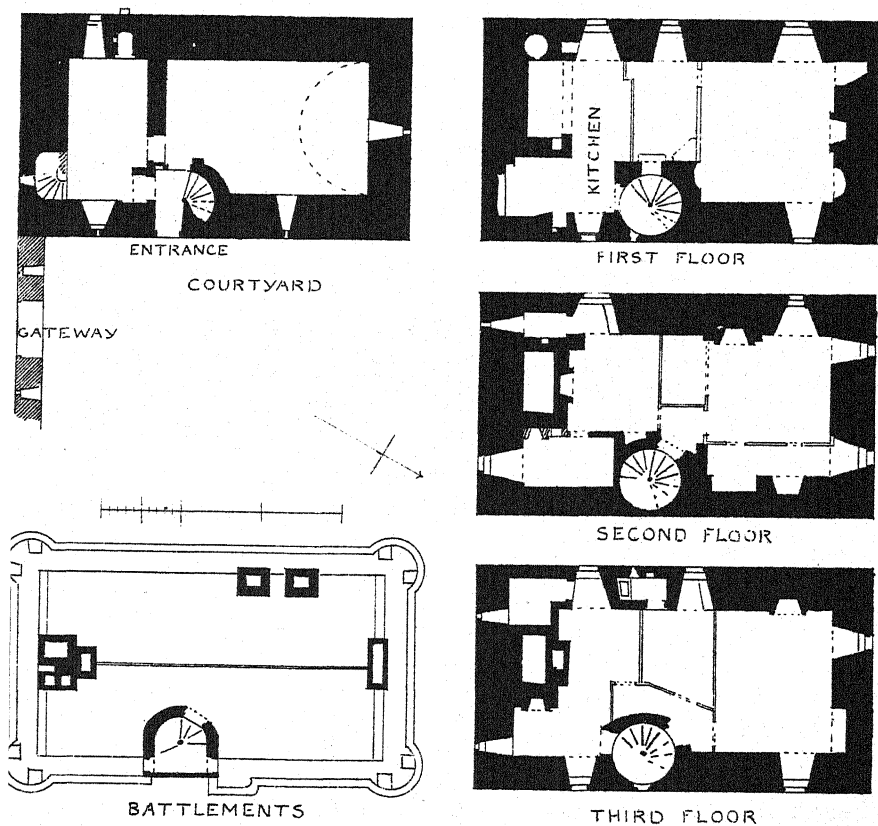 ENTRANCE
COURTYARD
GATEWAY
KITCHEN
FIRST FLOOR
SECOND FLOOR
BATTLEMENTS
THIRD FLOOR